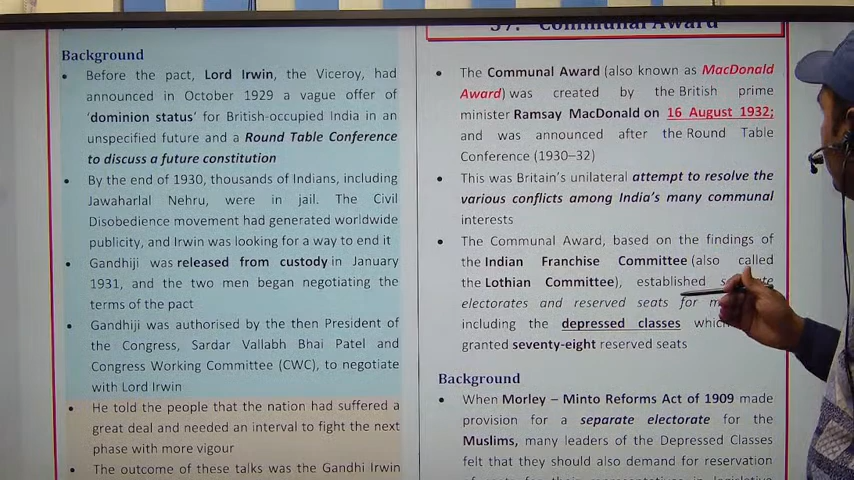 Background
• Before the pact, Lord Irwin, the Viceroy, had
announced in October 1929 a vague offer of
'dominion status' for British-occupied India in an
unspecified future and a Round Table Conference
to discuss a future constitution
• By the end of 1930, thousands of Indians, including
Jawaharlal Nehru, were in jail. The Civil
Disobedience movement had generated worldwide
publicity, and Irwin was looking for a way to end it
• Gandhiji was released from custody in January
1931, and the two men began negotiating the
terms of the pact
• Gandhiji was authorised by the then President of
the Congress, Sardar Vallabh Bhai Patel and
Congress Working Committee (CWC), to negotiate
with Lord Irwin
• He told the people that the nation had suffered a
great deal and needed an interval to fight the next
phase with more vigour
• The outcome of these talks was the Gandhi Irwin
37. Communal Award
• The Communal Award (also known as MacDonald
Award) was created by the British prime
minister Ramsay MacDonald on 16 August 1932;
and was announced after the Round Table
Conference (1930–32)
• This was Britain's unilateral attempt to resolve the
various conflicts among India's many communal
interests
• The Communal Award, based on the findings of
the Indian Franchise Committee (also called
the Lothian Committee), established
electorates and reserved seats for
including the depressed classes
granted seventy-eight reserved seats
Background
• When Morley – Minto Reforms Act of 1909 made
provision for a separate electorate for the
Muslims, many leaders of the Depressed Classes
felt that they should also demand for reservation
of seats for their representatives in legislative